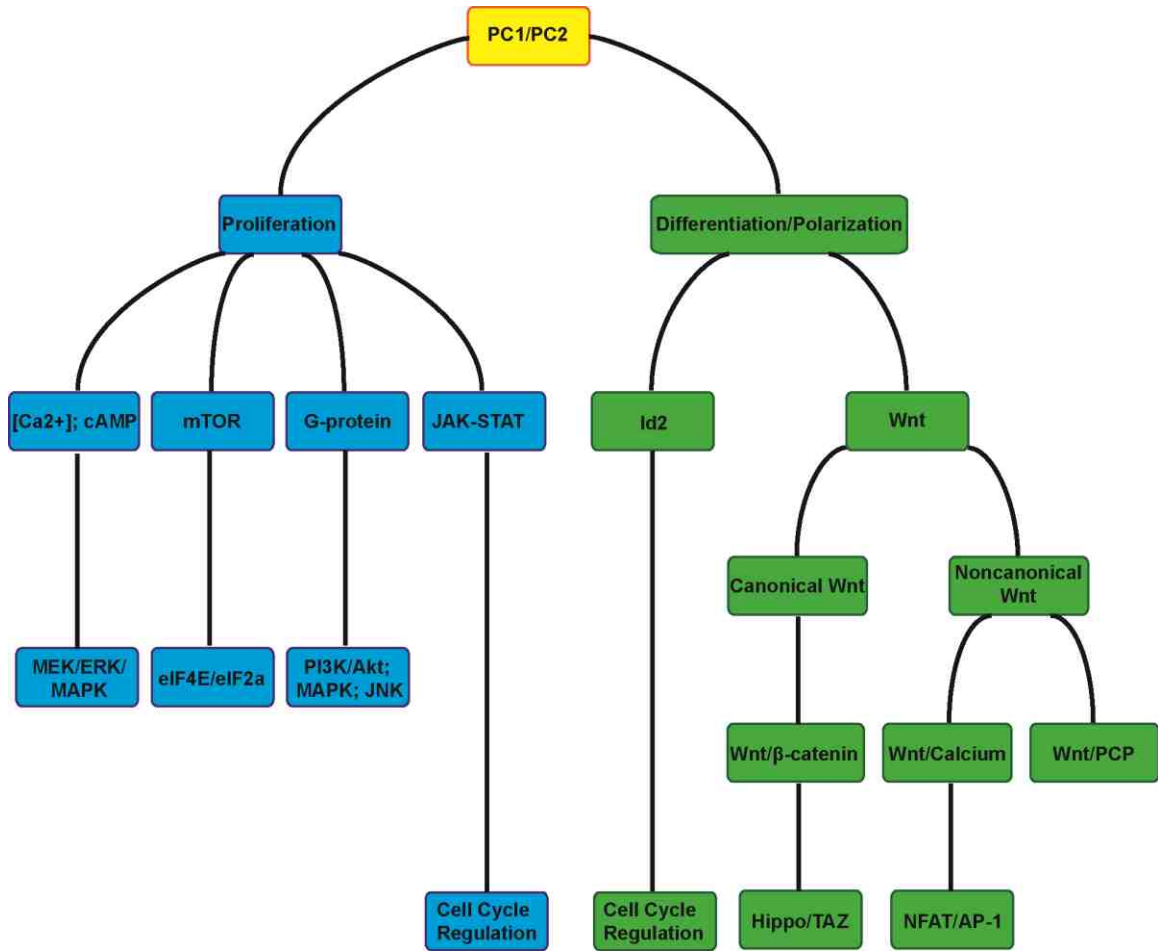 PC1/PC2
Proliferation
Differentiation/Polarization
[Ca2+]; cAMP
mTOR
G-protein
JAK-STAT
Id2
Wnt
Canonical Wnt
Noncanonical
Wnt
MEK/ERK/
MAPK
eIF4E/eIF2a
PI3K/Akt;
MAPK; JNK
Wnt/β-catenin
Wnt/Calcium
Wnt/PCP
Cell Cycle
Regulation
Cell Cycle
Regulation
Hippo/TAZ
NFAT/AP-1